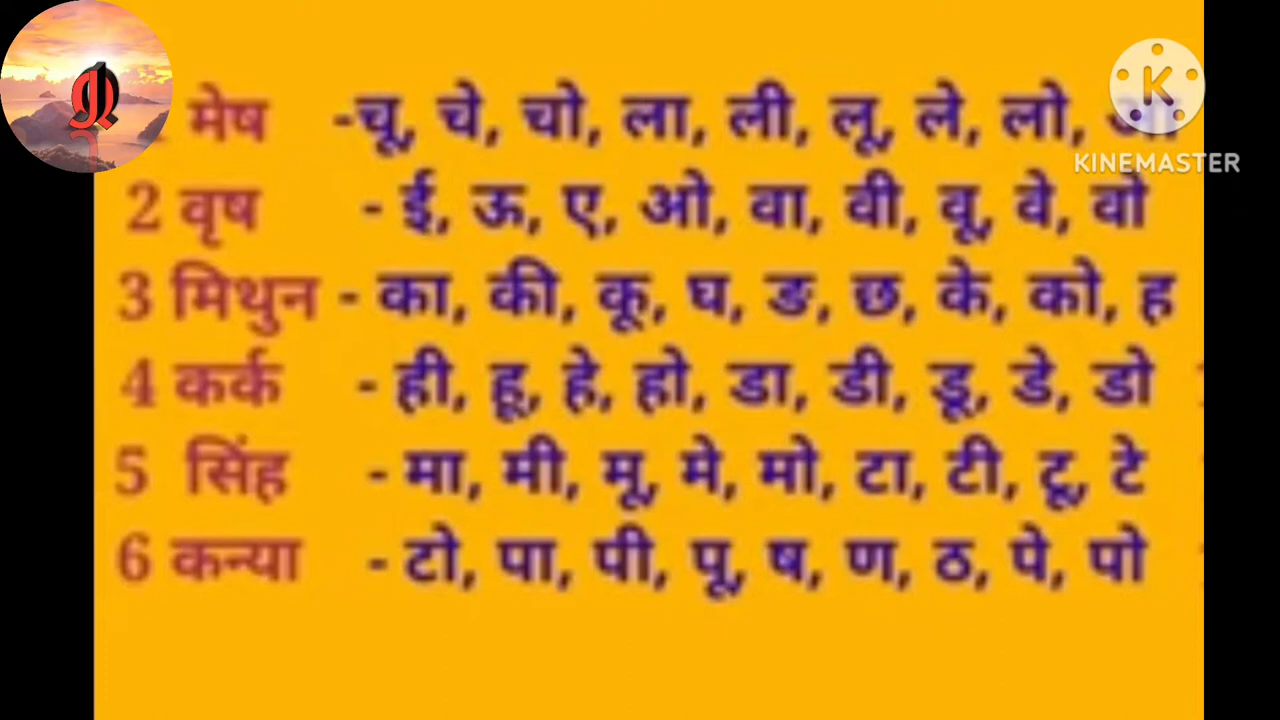 मेष -चू, चे, चो, ला, ली, लू, ले, लो,
KINEMASTER
2 वृष - ई, ऊ, ए, ओ, वा, वी, वू, वे, वो
3 मिथुन - का, की, कू, घ, ङ, छ, के, को, ह
4 कर्क - ही, हू, हे, हो, डा, डी, डू, डे, डो
5 सिंह - मा, मी, मू, मे, मो, टा, टी, टू, टे
6 कन्या - टो, पा, पी, पू, ष, ण, ठ, पे, पो